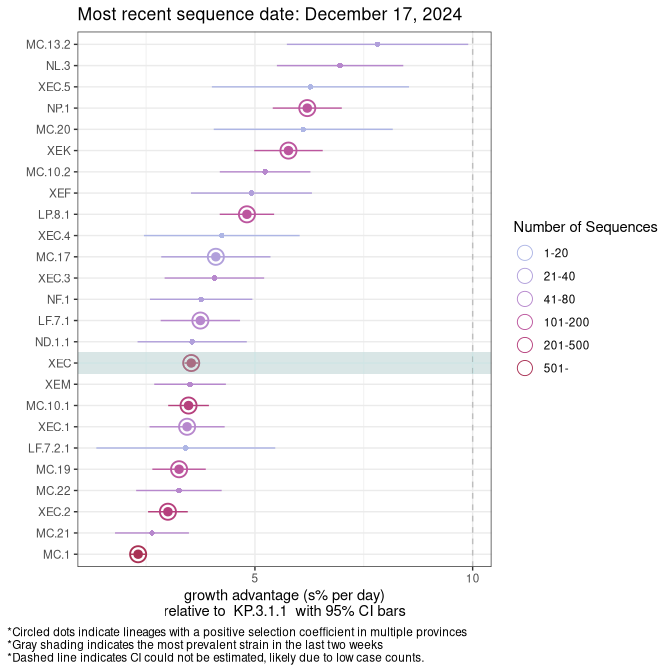 Most recent sequence date: December 17, 2024
MC.13.2
NL.3
XEC.5
NP.1
MC.20
XEK
MC.10.2
XEF
LP.8.1
XEC.4
MC.17
XEC.3
NF.1
LF.7.1
ND.1.1
XEC
XEM
MC.10.1
XEC.1
LF.7.2.1
MC.19
MC.22
XEC.2
MC.21
MC.1
5
10
growth advantage (s% per day)
relative to KP.3.1.1 with 95% CI bars
Number of Sequences
1-20
21-40
41-80
101-200
201-500
501-
*Circled dots indicate lineages with a positive selection coefficient in multiple provinces
*Gray shading indicates the most prevalent strain in the last two weeks
*Dashed line indicates CI could not be estimated, likely due to low case counts.